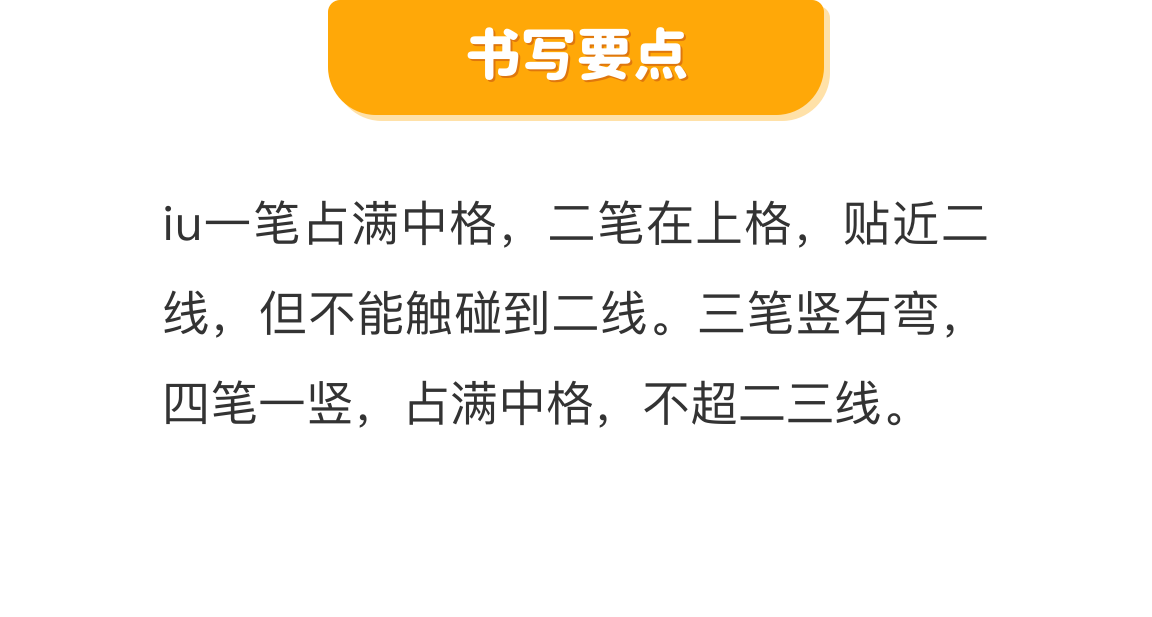 书写要点
iu一笔占满中格，二笔在上格，贴近二
线，但不能触碰到二线。三笔竖右弯，
四笔一竖，占满中格，不超二三线。